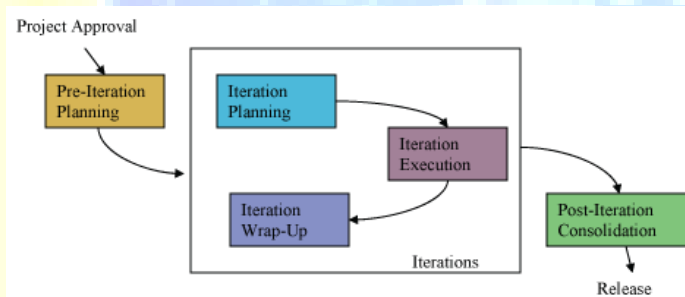 Project Approval
Pre-Iteration
Planning
Iteration
Planning
Iteration
Execution
Iteration
Wrap-Up
Iterations
Post-Iteration
Consolidation
Release